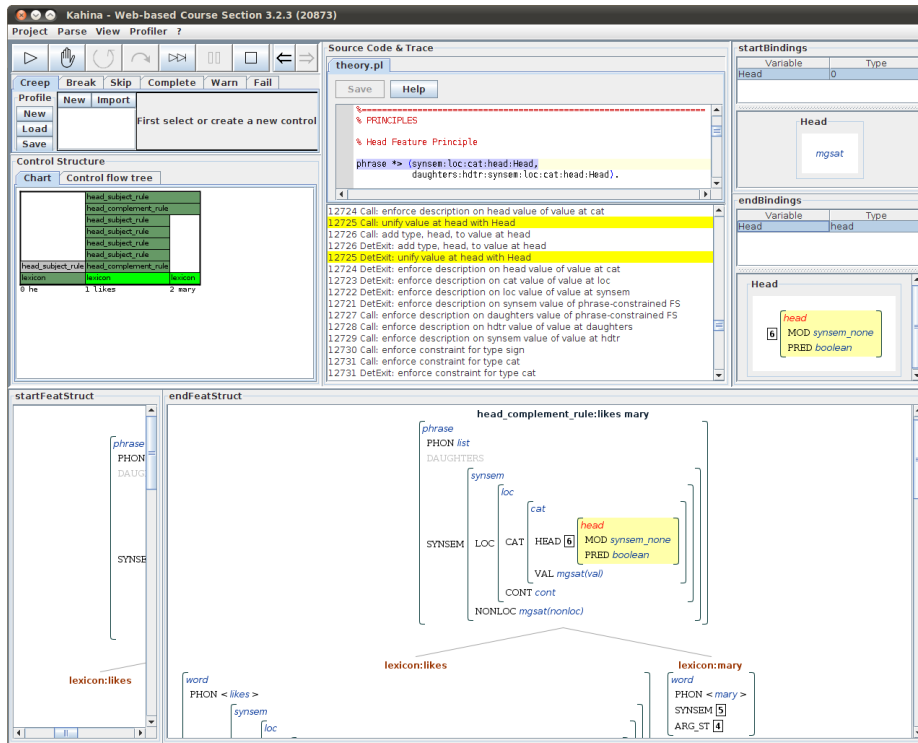 Kahina - Web-based Course Section 3.2.3 (20873)
Project Parse View Profiler ?
Creep Break Skip Complete Warn Fail
Profile
New
Load
Save
New Import
First select or create a new control
Control Structure
Chart Control flow tree
head_subject_rule
head_complement_rule
head_subject_rule
head_subject_rule
head_subject_rule
head_subject_rule
head_subject_rule head_complement_rule
lexicon lexicon lexicon
0 he 1 likes 2 mary
Source Code & Trace
theory.pl
Save Help
%=====================================================================
% PRINCIPLES
% Head Feature Principle
phrase *> (synsem:loc:cat:head:Head,
daughters:hdtr:synsem:loc:cat:head:Head).
12724 Call: enforce description on head value of value at cat
12725 Call: unify value at head with Head
12726 Call: add type, head, to value at head
12726 DetExit: add type, head, to value at head
12725 DetExit: unify value at head with Head
12724 DetExit: enforce description on head value of value at cat
12723 DetExit: enforce description on cat value of value at loc
12722 DetExit: enforce description on loc value of value at synsem
12721 DetExit: enforce description on synsem value of phrase-constrained FS
12727 Call: enforce description on daughters value of phrase-constrained FS
12728 Call: enforce description on hdtr value of value at daughters
12729 Call: enforce description on synsem value of value at hdtr
12730 Call: enforce constraint for type sign
12731 Call: enforce constraint for type cat
12731 DetExit: enforce constraint for type cat
startBindings
Variable Type
Head 0
Head
mgsat
endBindings
Variable Type
Head head
Head
head
6 MOD synsem_none
PRED boolean
startFeatStruct
phrase
PHON
DAUG
SYNSE
lexicon:likes
endFeatStruct
head_complement_rule:likes mary
phrase
PHON list
DAUGHTERS
synsem
loc
cat
head
SYNSEM LOC CAT HEAD 6 MOD synsem_none
PRED boolean
VAL mgsat(val)
CONT cont
NONLOC mgsat(nonloc)
lexicon:likes lexicon:mary
word
PHON < likes >
synsem
loc
word
PHON < mary >
SYNSEM 5
ARG_ST 4